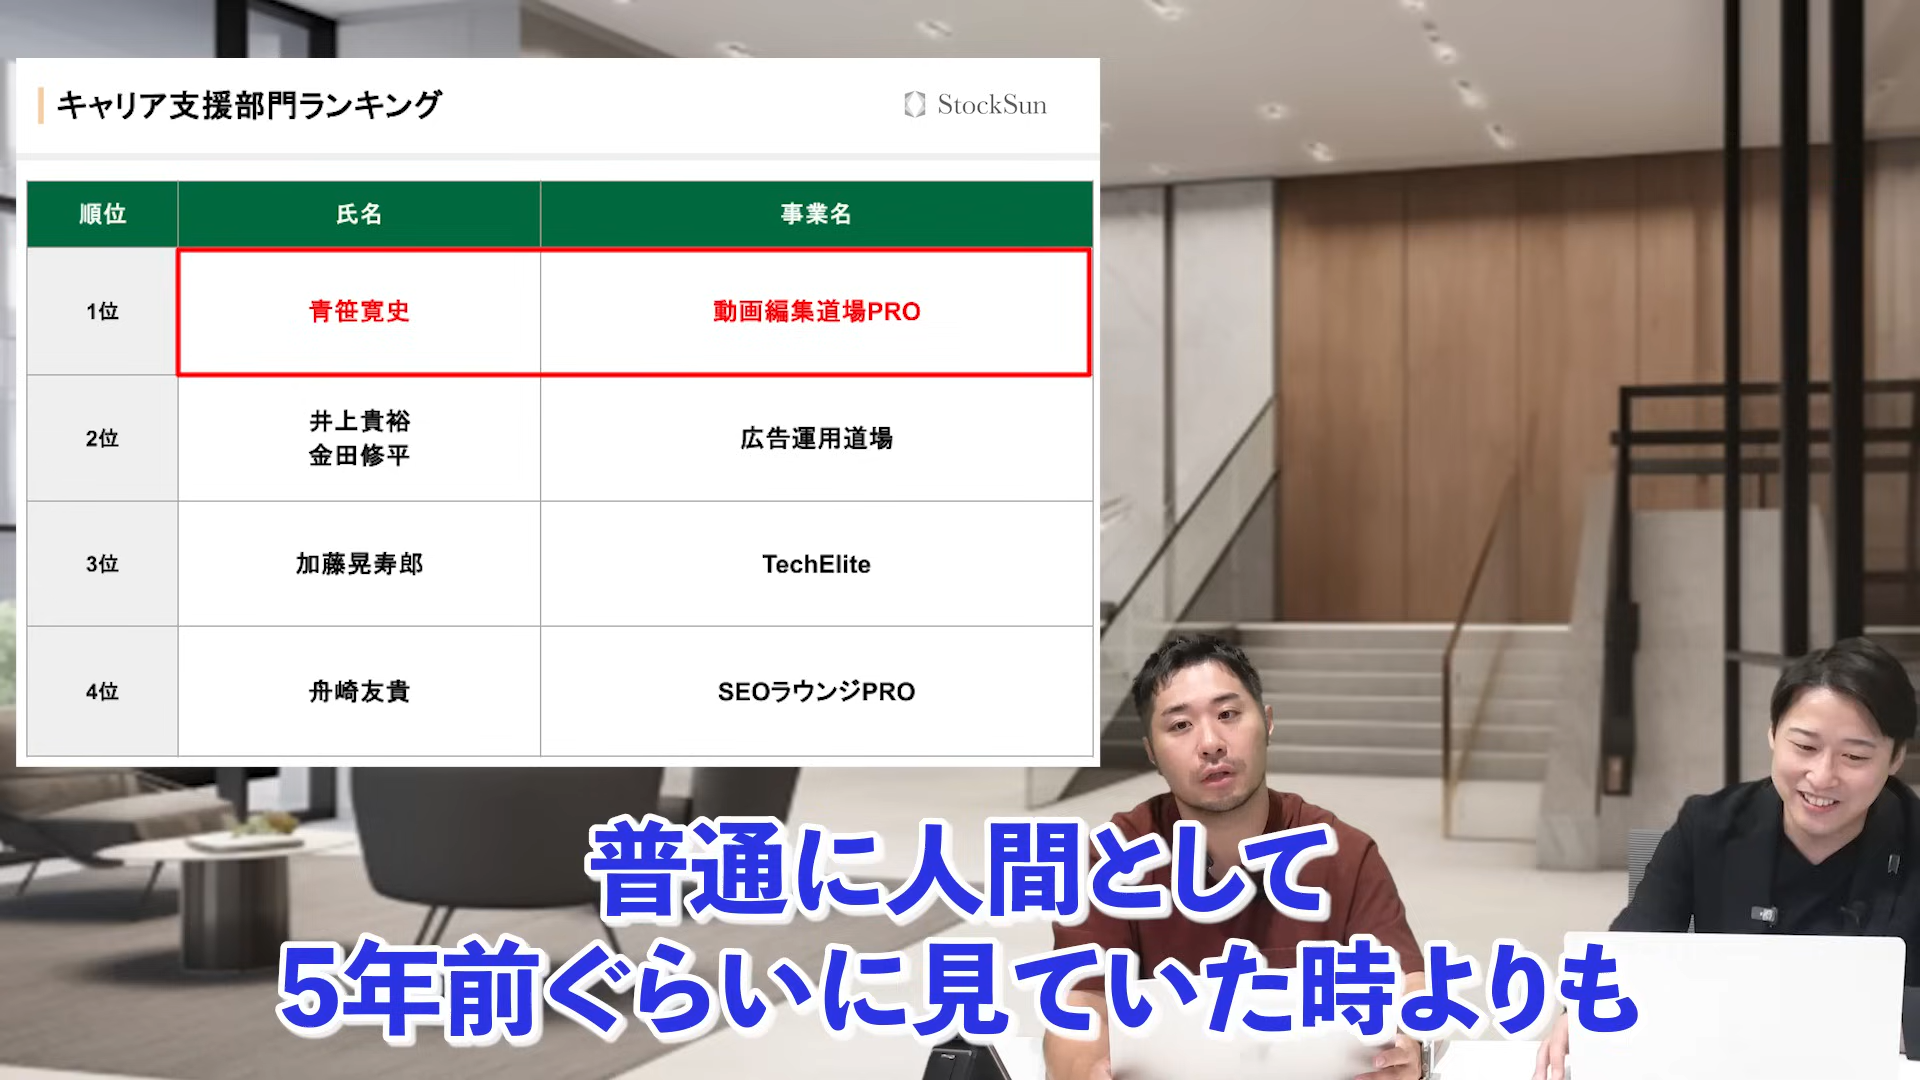 キャリア支援部門ランキング
StockSun
順位 氏名 事業名
1位 青笹寛史 動画編集道場PRO
2位 井上貴裕 金田修平 広告運用道場
3位 加藤晃寿郎 TechElite
4位 舟崎友貴 SEOラウンジPRO
普通に人間として
5年前ぐらいに見ていた時よりも